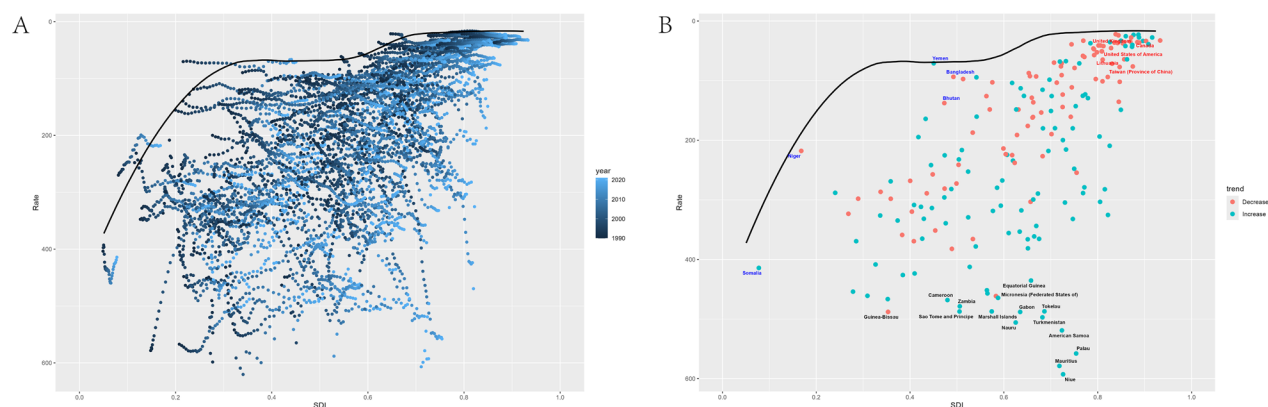 A
B
0
200
400
600
Rate
0.0
0.2
0.4
0.6
0.8
1.0
SDI
year
2020
2010
2000
1990
0
200
400
600
Rate
0.0
0.2
0.4
0.6
0.8
1.0
SDI
Yemen
Bangladesh
Bhutan
Niger
Somalia
Canada
United States of America
Taiwan (Province of China)
Equatorial Guinea
Cameroon
Micronesia (Federated States of)
Zambia
Guinea-Bissau
Sao Tome and Principe
Marshall Islands
Gabon
Tokelau
Nauru
Turkmenistan
American Samoa
Palau
Mauritius
Niue
trend
Decrease
Increase